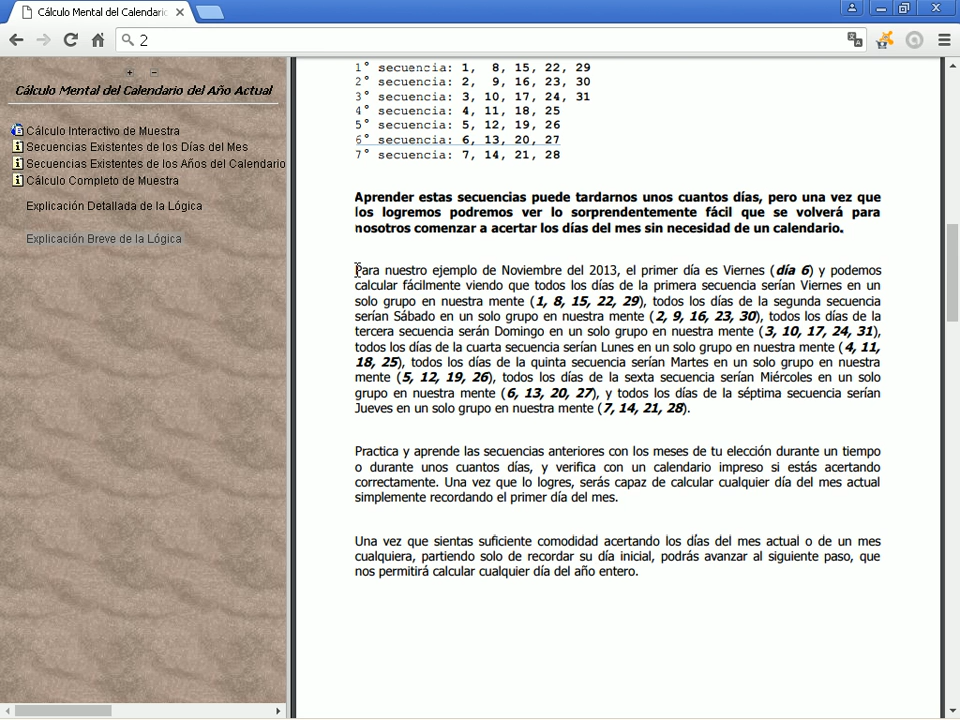 Cálculo Mental del Calendario
2
Cálculo Mental del Calendario del Año Actual
Cálculo Interactivo de Muestra
Secuencias Existentes de los Días del Mes
Secuencias Existentes de los Años del Calendario
Cálculo Completo de Muestra
Explicación Detallada de la Lógica
Explicación Breve de la Lógica
1° secuencia: 1, 8, 15, 22, 29
2° secuencia: 2, 9, 16, 23, 30
3° secuencia: 3, 10, 17, 24, 31
4° secuencia: 4, 11, 18, 25
5° secuencia: 5, 12, 19, 26
6° secuencia: 6, 13, 20, 27
7° secuencia: 7, 14, 21, 28
Aprender estas secuencias puede tardarnos unos cuantos días, pero una vez que
los logremos podremos ver lo sorprendentemente fácil que se volverá para
nosotros comenzar a acertar los días del mes sin necesidad de un calendario.
Para nuestro ejemplo de Noviembre del 2013, el primer día es Viernes (día 6) y podemos
calcular fácilmente viendo que todos los días de la primera secuencia serían Viernes en un
solo grupo en nuestra mente (1, 8, 15, 22, 29), todos los días de la segunda secuencia
serían Sábado en un solo grupo en nuestra mente (2, 9, 16, 23, 30), todos los días de la
tercera secuencia serán Domingo en un solo grupo en nuestra mente (3, 10, 17, 24, 31),
todos los días de la cuarta secuencia serían Lunes en un solo grupo en nuestra mente (4, 11,
18, 25), todos los días de la quinta secuencia serían Martes en un solo grupo en nuestra
mente (5, 12, 19, 26), todos los días de la sexta secuencia serían Miércoles en un solo
grupo en nuestra mente (6, 13, 20, 27), y todos los días de la séptima secuencia serían
Jueves en un solo grupo en nuestra mente (7, 14, 21, 28).
Practica y aprende las secuencias anteriores con los meses de tu elección durante un tiempo
o durante unos cuantos días, y verifica con un calendario impreso si estás acertando
correctamente. Una vez que lo logres, serás capaz de calcular cualquier día del mes actual
simplemente recordando el primer día del mes.
Una vez que sientas suficiente comodidad acertando los días del mes actual o de un mes
cualquiera, partiendo solo de recordar su día inicial, podrás avanzar al siguiente paso, que
nos permitirá calcular cualquier día del año entero.